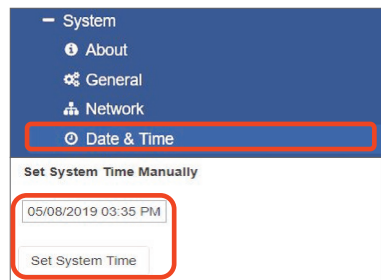 System
About
General
Network
Date & Time
Set System Time Manually
05/08/2019 03:35 PM
Set System Time